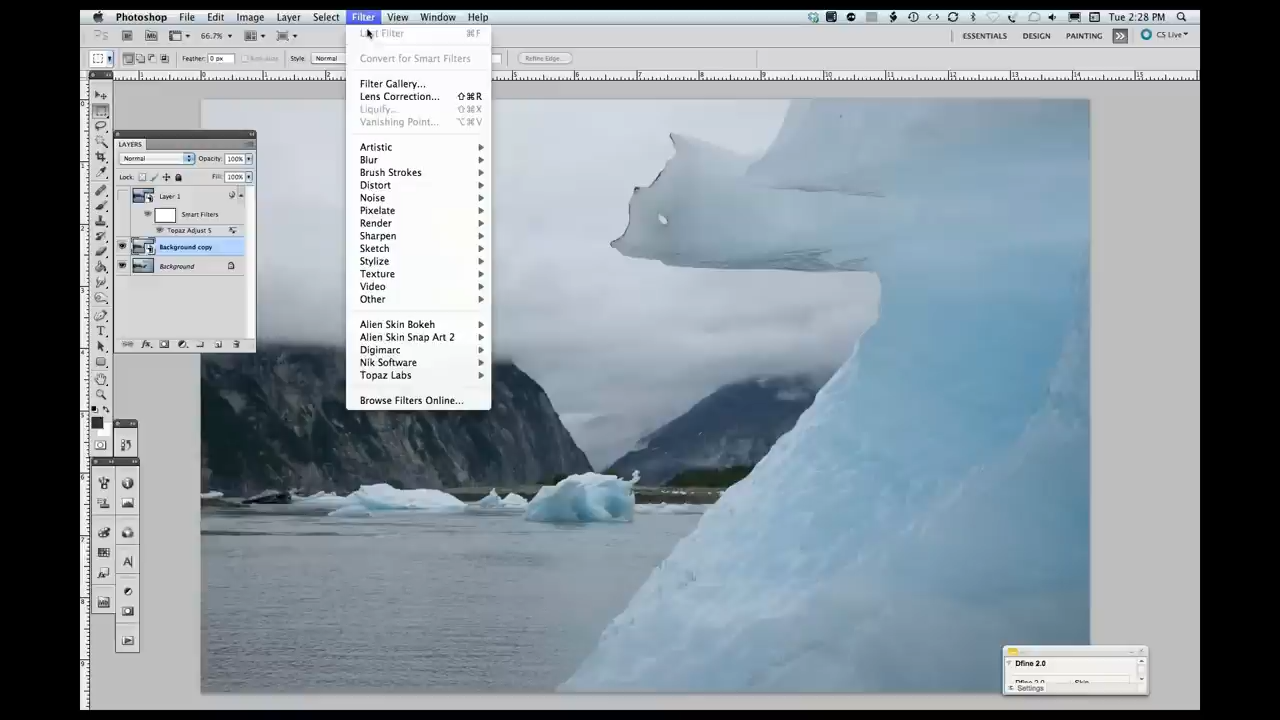 Photoshop File Edit Image Layer Select Filter View Window Help Tue 2:28 PM
66.7% ESSENTIALS DESIGN PAINTING CS Live
Feather: 0 px Style: Normal Refine Edge...
Last Filter ⌘F
Convert for Smart Filters
Filter Gallery...
Lens Correction... ⇧⌘R
Liquify... ⇧⌘X
Vanishing Point... ⌥⌘V
Artistic
Blur
Brush Strokes
Distort
Noise
Pixelate
Render
Sharpen
Sketch
Stylize
Texture
Video
Other
Alien Skin Bokeh
Alien Skin Snap Art 2
Digimarc
Nik Software
Topaz Labs
Browse Filters Online...
LAYERS
Normal Opacity: 100%
Lock: Fill: 100%
Layer 1
Smart Filters
Topaz Adjust 5
Background copy
Background
Dfine 2.0
Dfine 2.0 Skin
Settings